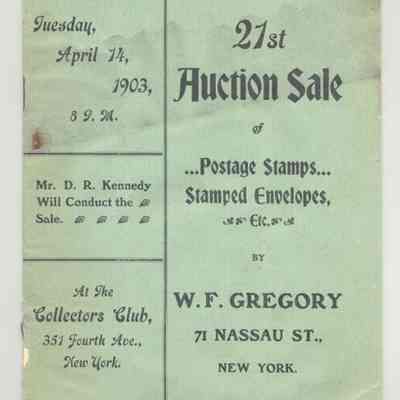 Tuesday,
April 14,
1903,
8 P. M.
Mr. D. R. Kennedy
Will Conduct the
Sale.
At The
Collectors Club,
351 Fourth Ave.,
New York.
21st
Auction Sale
of
...Postage Stamps...
Stamped Envelopes,
Etc.
BY
W. F. GREGORY
71 NASSAU ST.,
NEW YORK.